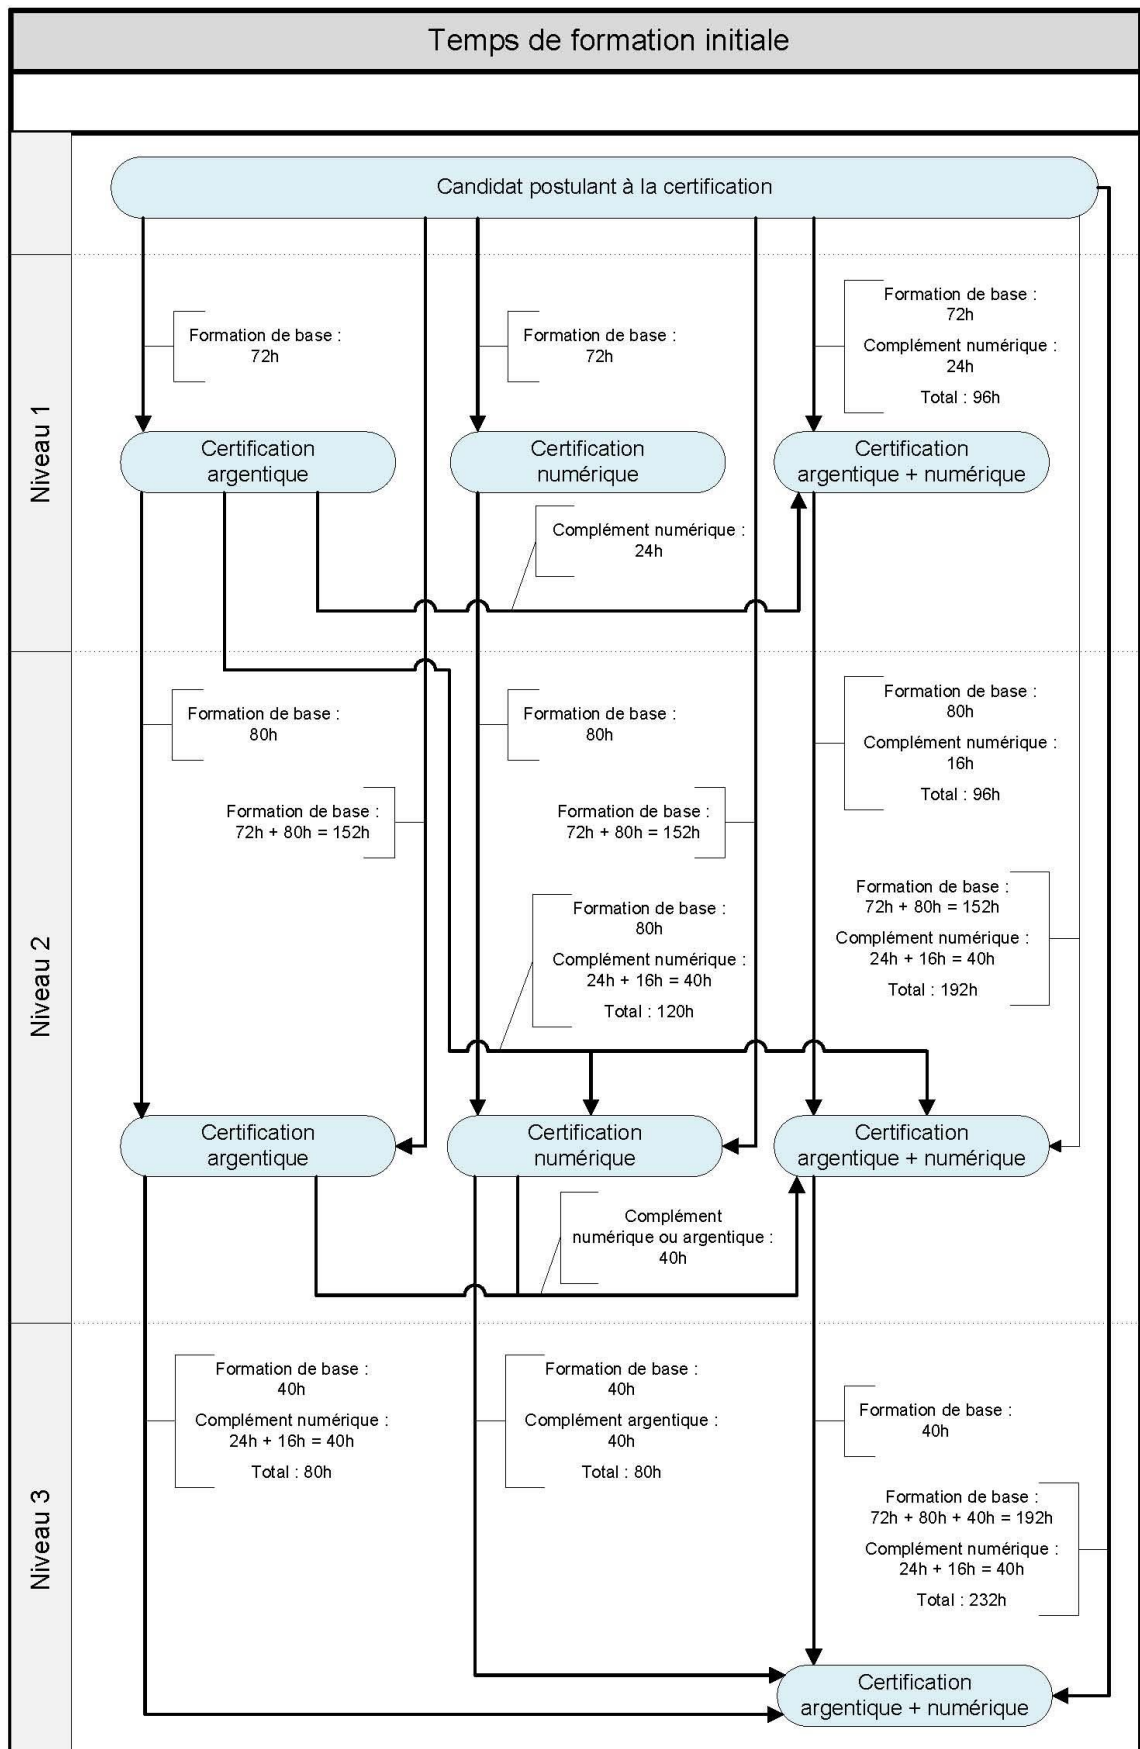 Temps de formation initiale
Candidat postulant à la certification
Niveau 1
Formation de base :
72h
Formation de base :
72h
Formation de base :
72h
Complément numérique :
24h
Total : 96h
Certification
argentique
Certification
numérique
Certification
argentique + numérique
Complément numérique :
24h
Niveau 2
Formation de base :
80h
Formation de base :
80h
Formation de base :
80h
Complément numérique :
16h
Total : 96h
Formation de base :
72h + 80h = 152h
Formation de base :
72h + 80h = 152h
Formation de base :
80h
Complément numérique :
24h + 16h = 40h
Total : 120h
Formation de base :
72h + 80h = 152h
Complément numérique :
24h + 16h = 40h
Total : 192h
Certification
argentique
Certification
numérique
Certification
argentique + numérique
Complément
numérique ou argentique :
40h
Niveau 3
Formation de base :
40h
Complément numérique :
24h + 16h = 40h
Total : 80h
Formation de base :
40h
Complément argentique :
40h
Total : 80h
Formation de base :
40h
Formation de base :
72h + 80h + 40h = 192h
Complément numérique :
24h + 16h = 40h
Total : 232h
Certification
argentique + numérique